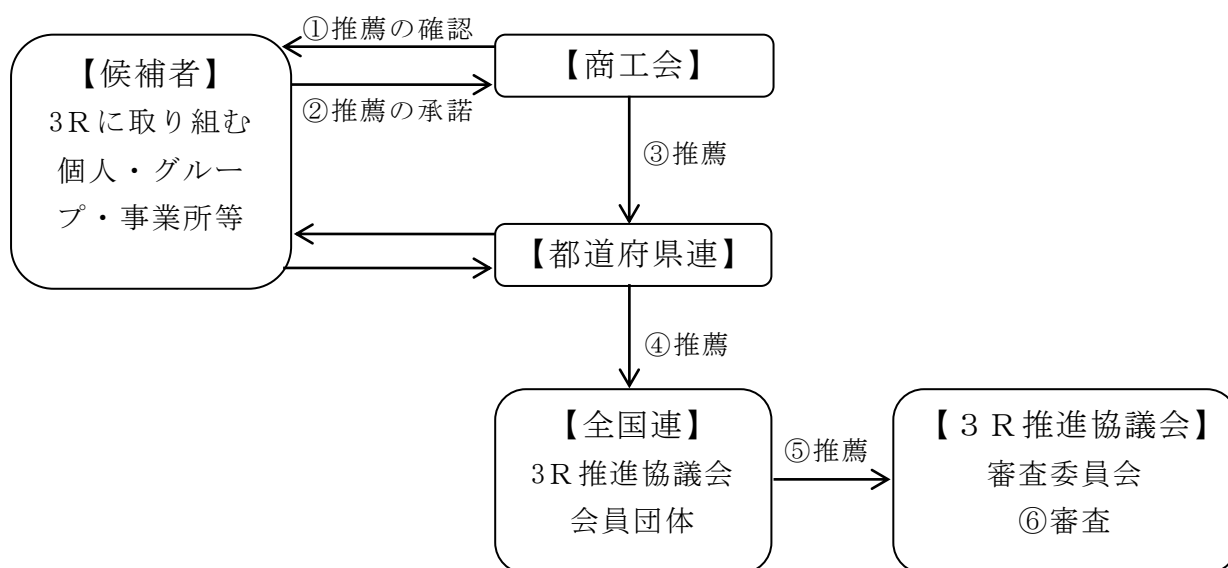 ①推薦の確認
【候補者】
3Rに取り組む
個人・グルー
プ・事業所等
【商工会】
②推薦の承諾
③推薦
【都道府県連】
④推薦
【全国連】
3R推進協議会
会員団体
⑤推薦
【３Ｒ推進協議会】
審査委員会
⑥審査